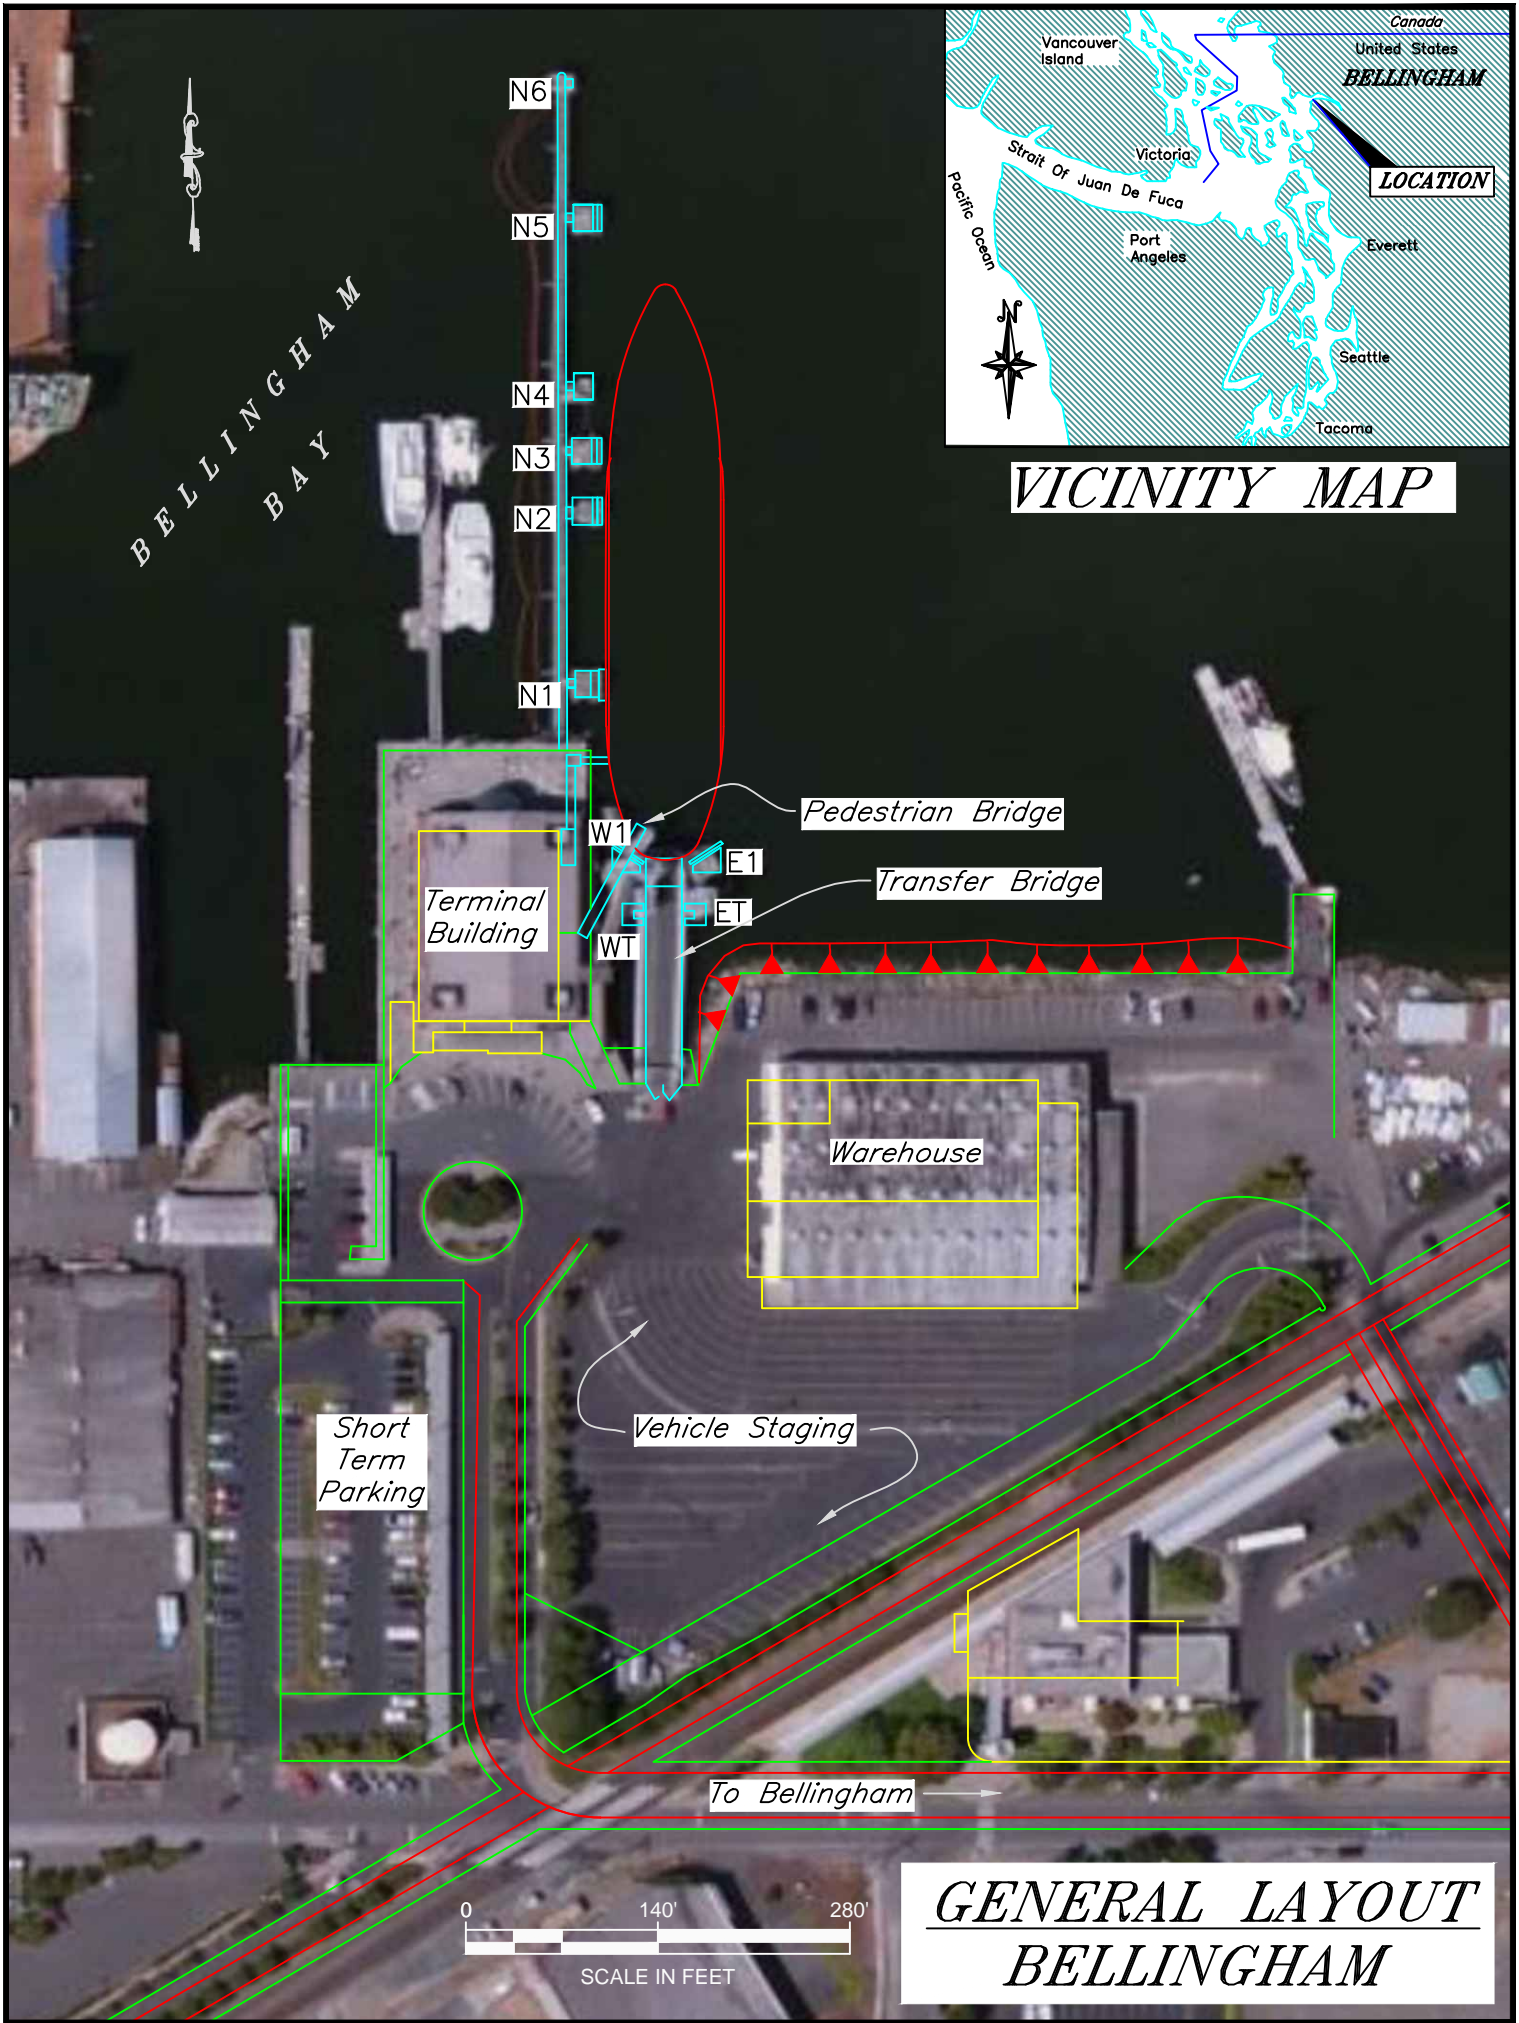 Canada
United States
Vancouver
Island
BELLINGHAM
Victoria
LOCATION
Strait Of Juan De Fuca
Pacific Ocean
Port
Angeles
Everett
N
Seattle
Tacoma
VICINITY MAP
N6
N5
N4
N3
N2
N1
BELLINGHAM
BAY
Pedestrian Bridge
W1
E1
Transfer Bridge
ET
WT
Terminal
Building
Warehouse
Vehicle Staging
Short
Term
Parking
To Bellingham
0 140' 280'
SCALE IN FEET
GENERAL LAYOUT
BELLINGHAM